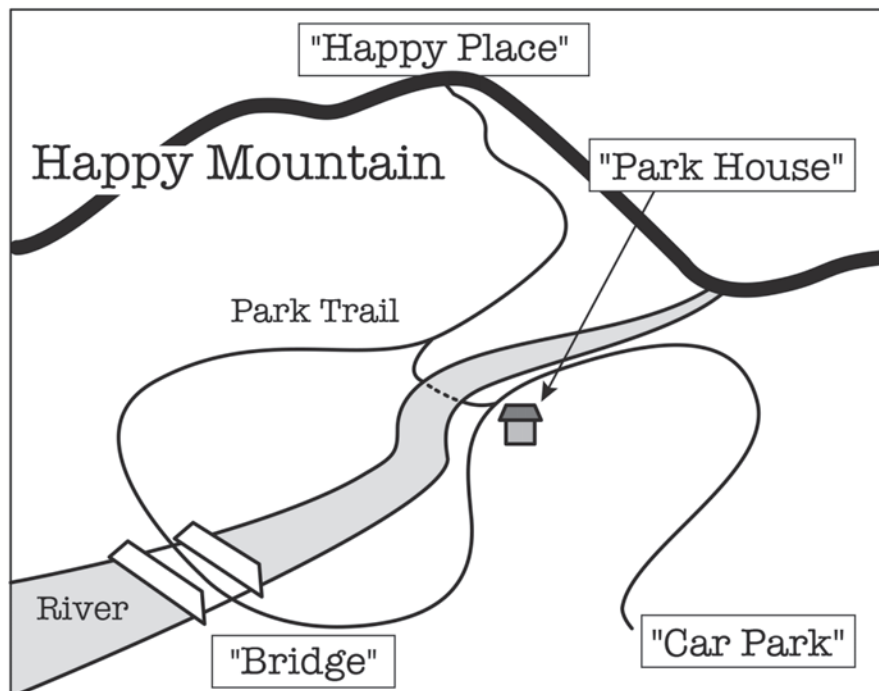 "Happy Place"
Happy Mountain
"Park House"
Park Trail
River
"Bridge"
"Car Park"